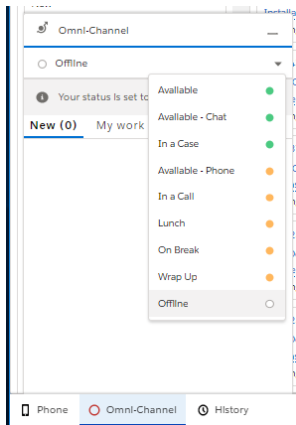 Installa
Omni-Channel
Offline
Your status is set to
New (0) My work
Available
Available - Chat
In a Case
Available - Phone
In a Call
Lunch
On Break
Wrap Up
Offline
Phone
Omni-Channel
History